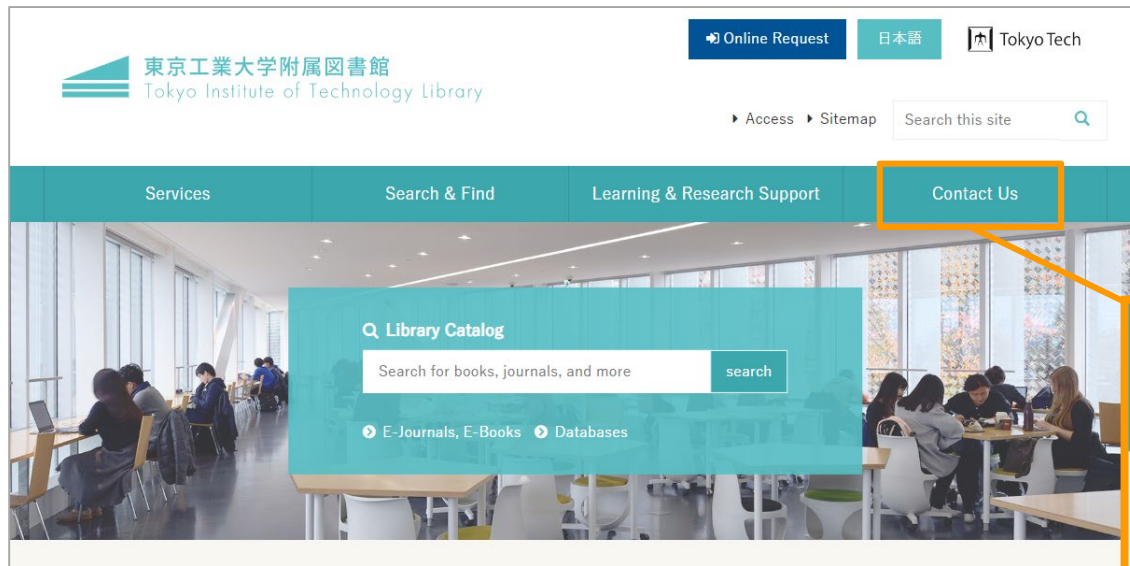 Online Request
日本語
Tokyo Tech
東京工業大学附属図書館
Tokyo Institute of Technology Library
Access Sitemap Search this site
Services Search & Find Learning & Research Support Contact Us
Library Catalog
Search for books, journals, and more search
E-Journals, E-Books Databases